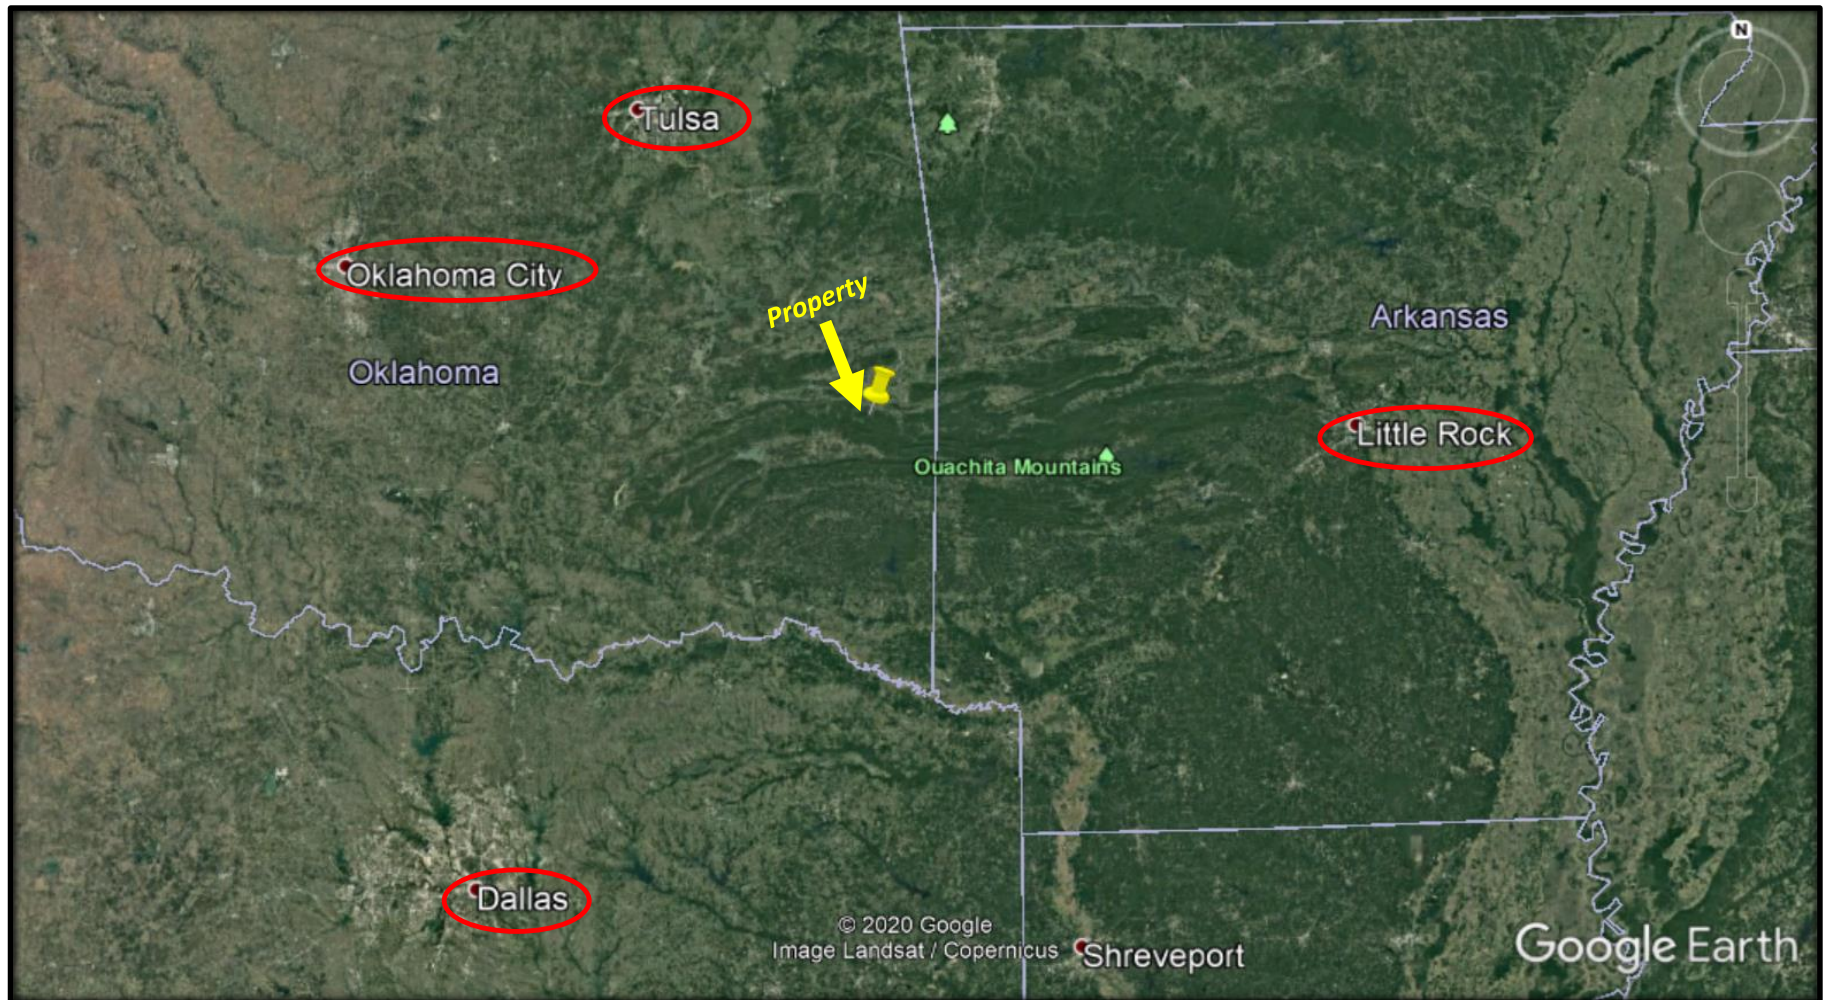 N
Tulsa
Oklahoma City
Property
Arkansas
Oklahoma
Little Rock
Ouachita Mountains
Dallas
© 2020 Google
Image Landsat / Copernicus
Shreveport
Google Earth